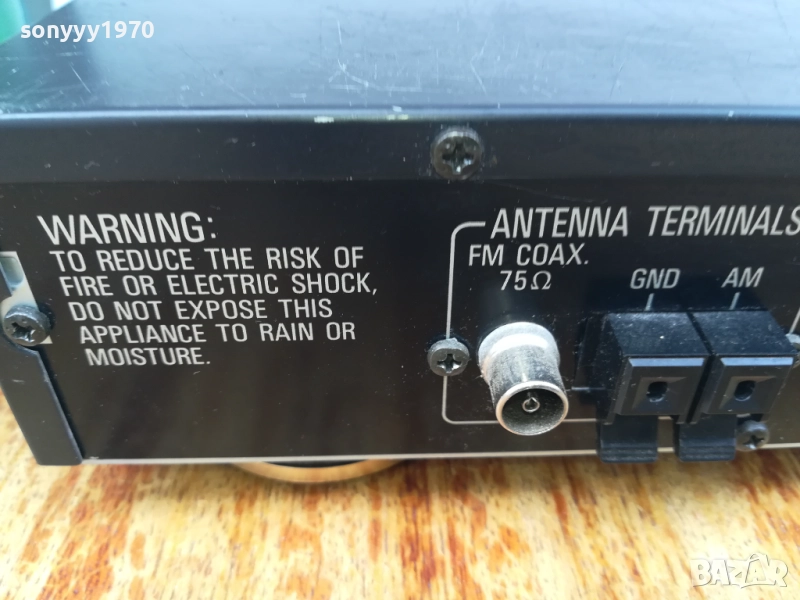 sonyyy1970
WARNING:
TO REDUCE THE RISK OF
FIRE OR ELECTRIC SHOCK,
DO NOT EXPOSE THIS
APPLIANCE TO RAIN OR
MOISTURE.
ANTENNA TERMINALS
FM COAX.
75Ω
GND
AM
BAZAR